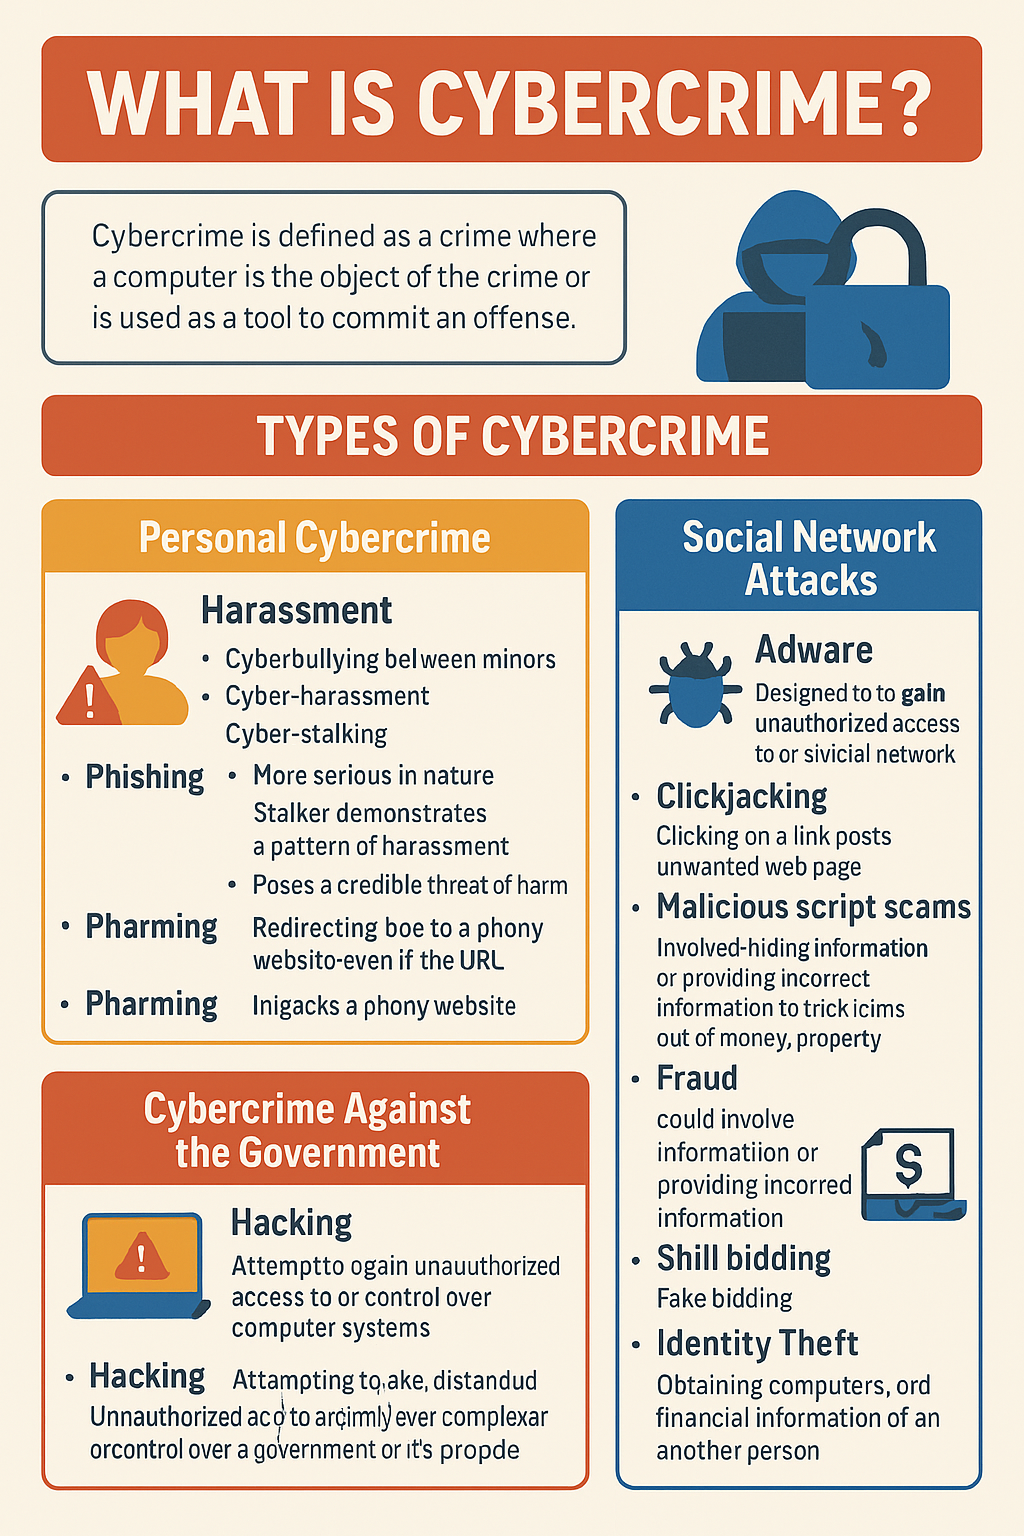 WHAT IS CYBERCRIME?
Cybercrime is defined as a crime where
a computer is the object of the crime or
is used as a tool to commit an offense.
TYPES OF CYBERCRIME
Personal Cybercrime
Harassment
• Cyberbullying belween minors
• Cyber-harassment
Cyber-stalking
• Phishing • More serious in nature
Stalker demonstrates
a pattern of harassment
• Poses a credible threat of harm
• Pharming Redirecting boe to a phony
websito-even if the URL
• Pharming Inigacks a phony website
Cybercrime Against
the Government
!
Hacking
Attemptto ogain unauuthorized
access to or control over
computer systems
• Hacking Attampting to, ake, distandud
Unnauthorized to ever complexar
orcontrol over a government or it's propde
Social Network
Attacks
Adware
Designed to to gain
unauthorized access
to or sivicial network
• Clickjacking
Clicking on a link posts
unwanted web page
• Malicious script scams
Involved-hiding information
or providing incorrect
information to trick icims
out of money, property
• Fraud
could involve
informatiion or
providing incorred
information
$
• Shill bidding
Fake bidding
• Identity Theft
Obtaining computers, ord
financial information of an
another person